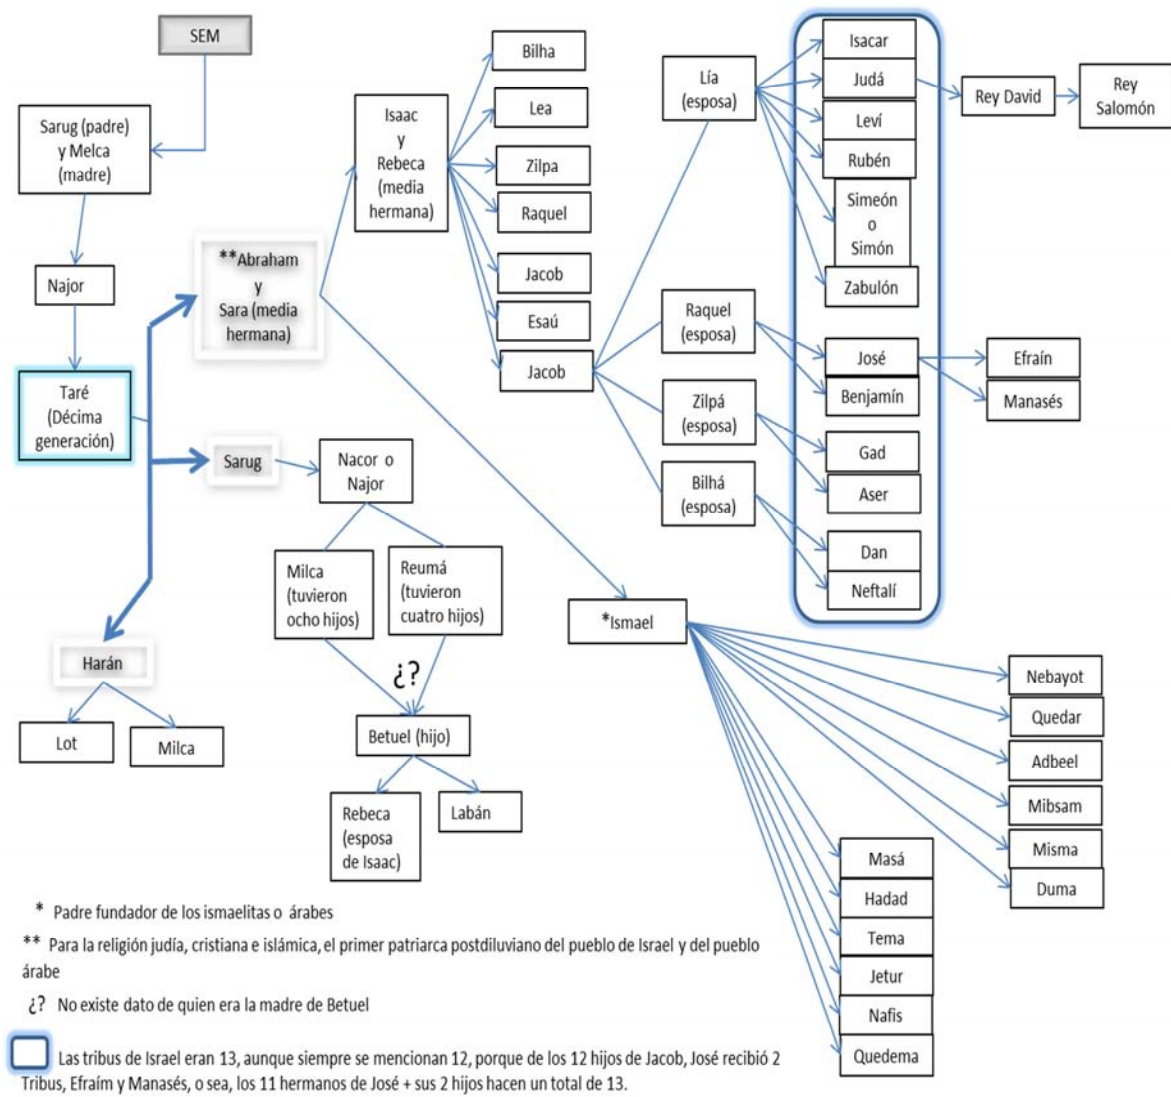 SEM
Sarug (padre)
y Melca
(madre)
Najor
Taré
(Décima
generación)
**Abraham
y
Sara (media
hermana)
Sarug
Harán
Lot
Milca
Nacor o
Najor
Milca
(tuvieron
ocho hijos)
Reumá
(tuvieron
cuatro hijos)
¿?
Betuel (hijo)
Rebeca
(esposa
de Isaac)
Labán
Isaac
y
Rebeca
(media
hermana)
Bilha
Lea
Zilpa
Raquel
Jacob
Esaú
Jacob
Lía
(esposa)
Raquel
(esposa)
Zilpá
(esposa)
Bilhá
(esposa)
Isacar
Judá
Leví
Rubén
Simeón
o
Simón
Zabulón
José
Benjamín
Gad
Aser
Dan
Neftalí
Rey David
Rey
Salomón
Efraín
Manasés
*Ismael
Nebayot
Quedar
Adbeel
Mibsam
Misma
Duma
Masá
Hadad
Tema
Jetur
Nafis
Quedema
* Padre fundador de los ismaelitas o árabes
** Para la religión judía, cristiana e islámica, el primer patriarca postdiluviano del pueblo de Israel y del pueblo
árabe
¿? No existe dato de quien era la madre de Betuel
Las tribus de Israel eran 13, aunque siempre se mencionan 12, porque de los 12 hijos de Jacob, José recibió 2
Tribus, Efraím y Manasés, o sea, los 11 hermanos de José + sus 2 hijos hacen un total de 13.